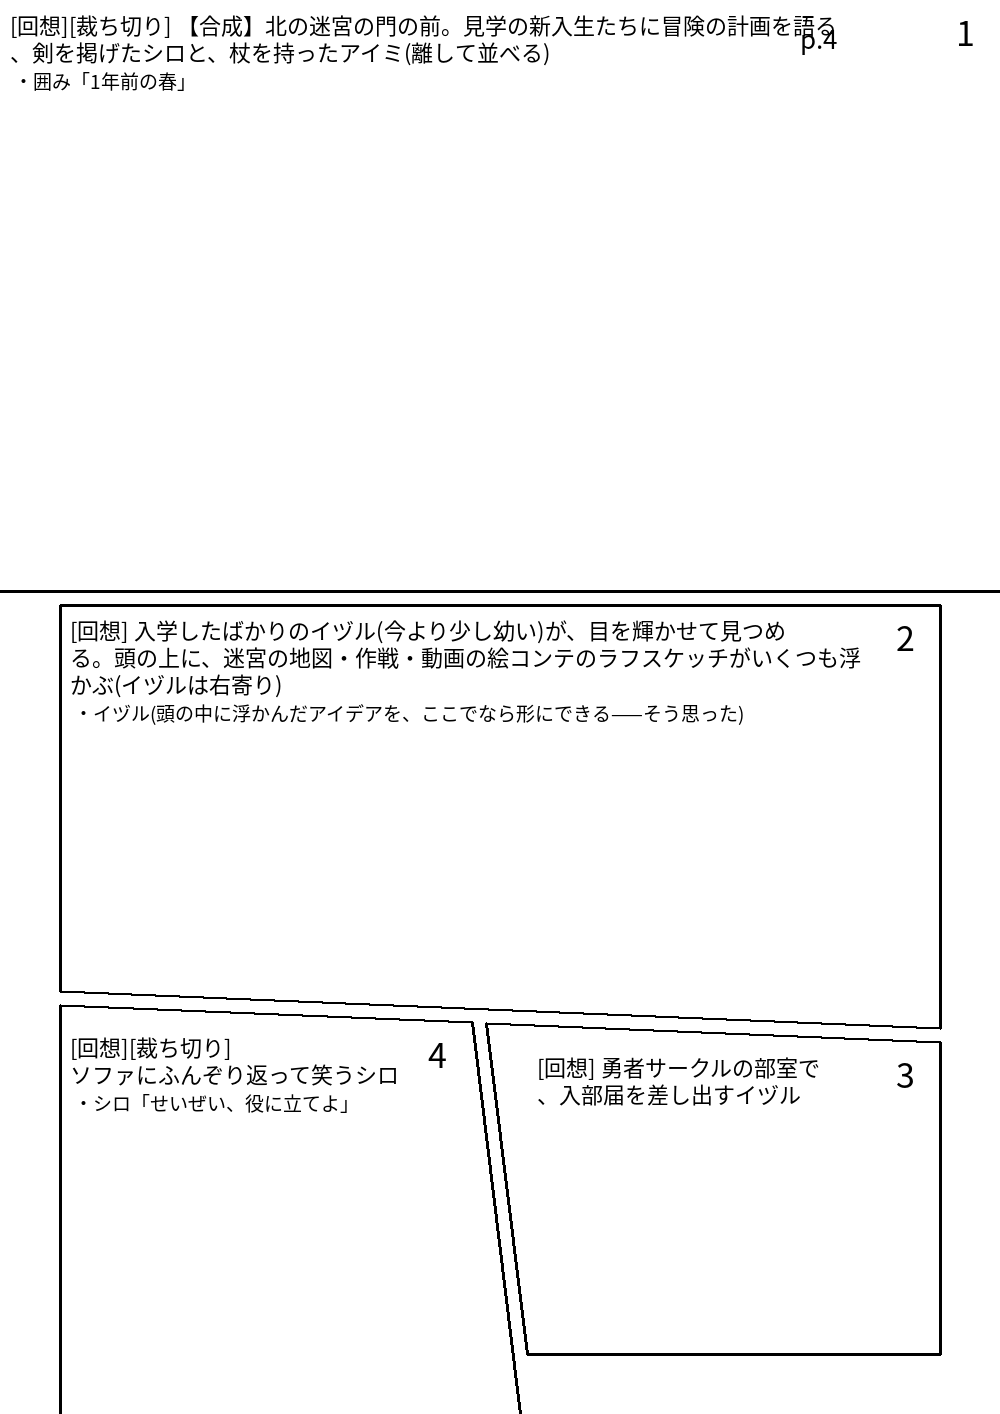 [回想][裁ち切り] 【合成】北の迷宮の門の前。見学の新入生たちに冒険の計画を語る
、剣を掲げたシロと、杖を持ったアイミ(離して並べる)
・囲み「1年前の春」
p.4
1
[回想] 入学したばかりのイヅル(今より少し幼い)が、目を輝かせて見つめ
る。頭の上に、迷宮の地図・作戦・動画の絵コンテのラフスケッチがいくつも浮
かぶ(イヅルは右寄り)
・イヅル(頭の中に浮かんだアイデアを、ここでなら形にできる――そう思った)
2
[回想] 勇者サークルの部室で
、入部届を差し出すイヅル
3
[回想][裁ち切り]
ソファにふんぞり返って笑うシロ
・シロ「せいぜい、役に立てよ」
4